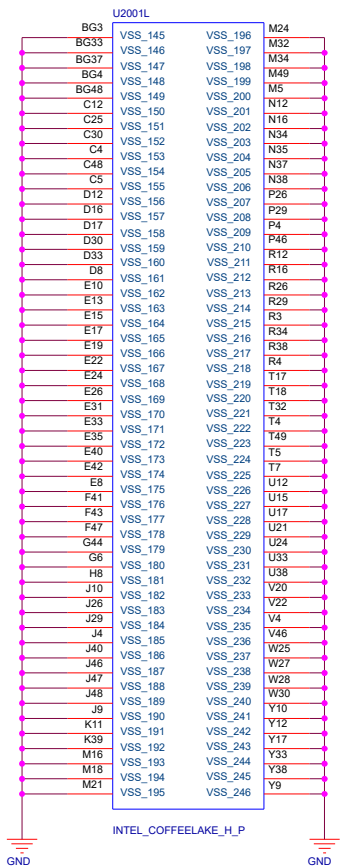 U2001L
BG3 VSS_145 VSS_196 M24
BG33 VSS_146 VSS_197 M32
BG37 VSS_147 VSS_198 M34
BG4 VSS_148 VSS_199 M49
BG48 VSS_149 VSS_200 M5
C12 VSS_150 VSS_201 N12
C25 VSS_151 VSS_202 N16
C30 VSS_152 VSS_203 N34
C4 VSS_153 VSS_204 N35
C48 VSS_154 VSS_205 N37
C5 VSS_155 VSS_206 N38
D12 VSS_156 VSS_207 P26
D16 VSS_157 VSS_208 P29
D17 VSS_158 VSS_209 P4
D30 VSS_159 VSS_210 P46
D33 VSS_160 VSS_211 R12
D8 VSS_161 VSS_212 R16
E10 VSS_162 VSS_213 R26
E13 VSS_163 VSS_214 R29
E15 VSS_164 VSS_215 R3
E17 VSS_165 VSS_216 R34
E19 VSS_166 VSS_217 R38
E22 VSS_167 VSS_218 R4
E24 VSS_168 VSS_219 T17
E26 VSS_169 VSS_220 T18
E31 VSS_170 VSS_221 T32
E33 VSS_171 VSS_222 T4
E35 VSS_172 VSS_223 T49
E40 VSS_173 VSS_224 T5
E42 VSS_174 VSS_225 T7
E8 VSS_175 VSS_226 U12
F41 VSS_176 VSS_227 U15
F43 VSS_177 VSS_228 U17
F47 VSS_178 VSS_229 U21
G44 VSS_179 VSS_230 U24
G6 VSS_180 VSS_231 U33
H8 VSS_181 VSS_232 U38
J10 VSS_182 VSS_233 V20
J26 VSS_183 VSS_234 V22
J29 VSS_184 VSS_235 V4
J4 VSS_185 VSS_236 V46
J40 VSS_186 VSS_237 W25
J46 VSS_187 VSS_238 W27
J47 VSS_188 VSS_239 W28
J48 VSS_189 VSS_240 W30
J9 VSS_190 VSS_241 Y10
K11 VSS_191 VSS_242 Y12
K39 VSS_192 VSS_243 Y17
M16 VSS_193 VSS_244 Y33
M18 VSS_194 VSS_245 Y38
M21 VSS_195 VSS_246 Y9
INTEL_COFFEELAKE_H_P
GND GND